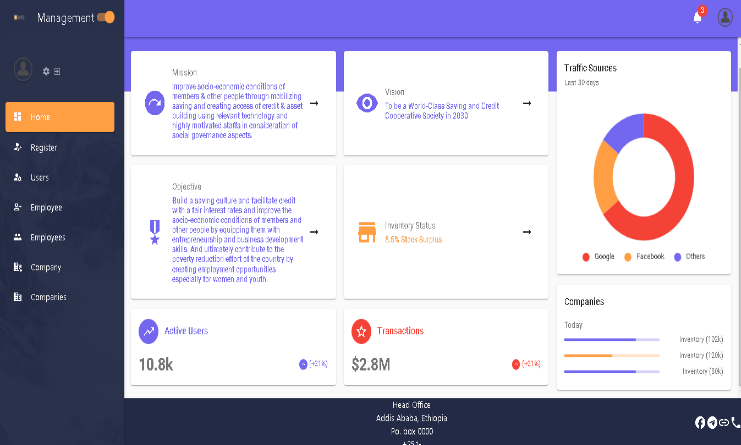 Management
3
Home
Register
Users
Employee
Employees
Company
Companies
Mission
Improve socio-economic conditions of
members & other people through mobilizing
saving and creating access of credit & asset
building using relevant technology and
highly motivated staffs in consideration of
social governance aspects.
Vision
To be a World-Class Saving and Credit
Cooperative Society in 2030
Objective
Build a saving culture and facilitate credit
with a fair interest rates and improve the
socio-economic conditions of members and
other people by equipping them with
entrepreneurship and business development
skills. And ultimately contribute to the
poverty reduction effort of the country by
creating employment opportunities
especially for women and youth.
Inventory Status
Stock Surplus
Active Users
10.8k
(+21%)
Transactions
$2.8M
(+21%)
Traffic Sources
Last 30 days
Google
Facebook
Others
Companies
Today
Inventory (102k)
Inventory (120k)
Inventory (80k)
Head Office
Addis Ababa, Ethiopia
Po. box 0000